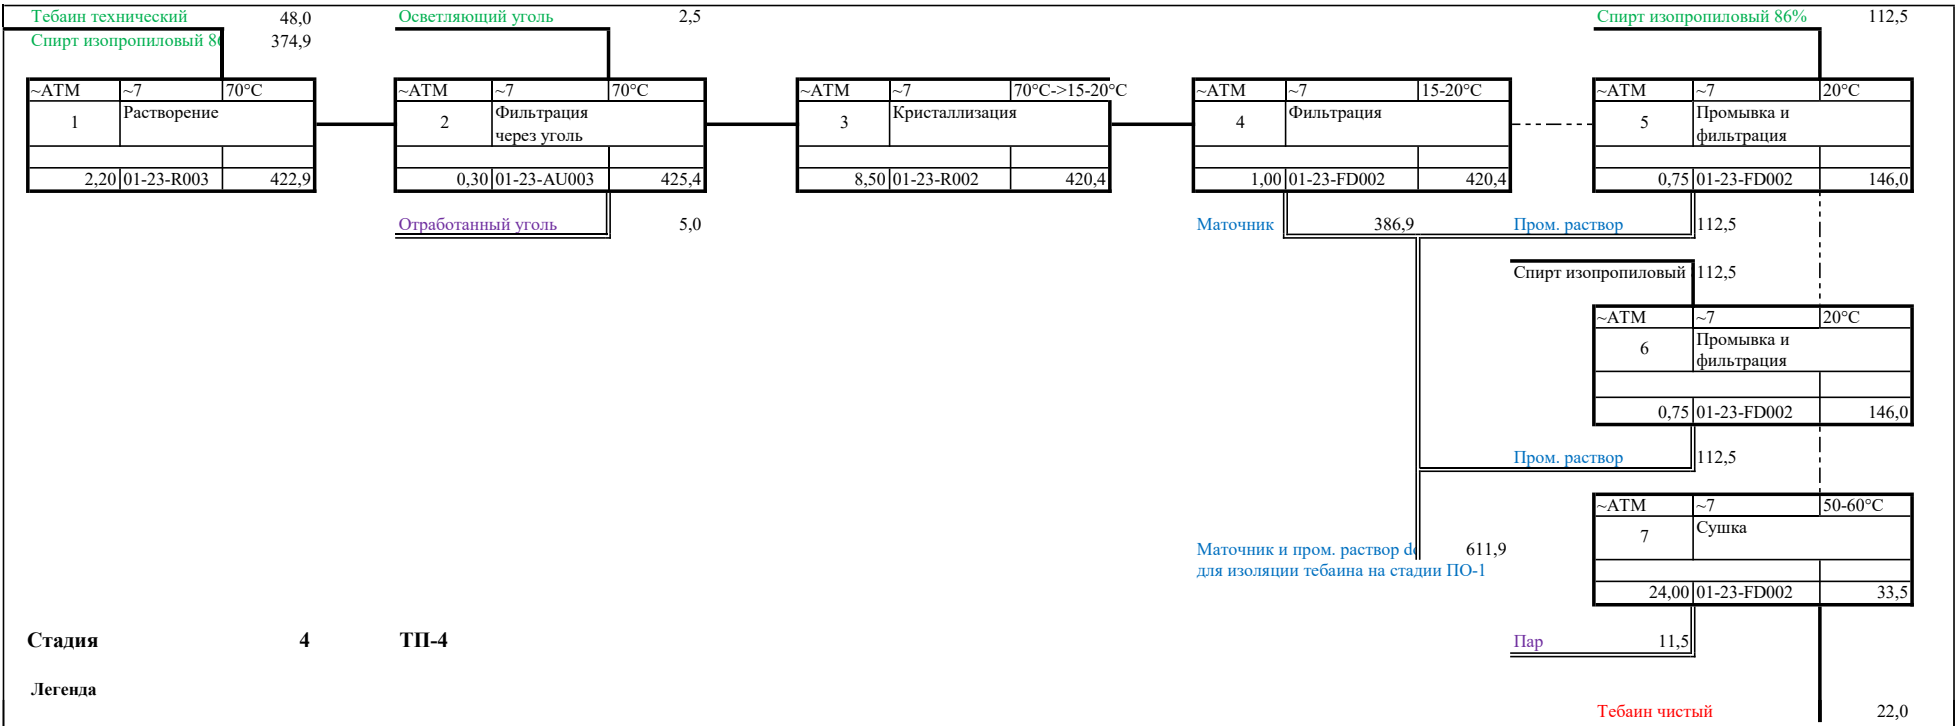 Тебаин технический 48,0 Осветляющий уголь 2,5 Спирт изопропиловый 86% 112,5
Спирт изопропиловый 86 374,9
~АТМ ~7 70°C ~АТМ ~7 70°C ~АТМ ~7 70°C->15-20°C ~АТМ ~7 15-20°C ~АТМ ~7 20°C
1 Растворение 2 Фильтрация через уголь 3 Кристаллизация 4 Фильтрация 5 Промывка и фильтрация
2,20 01-23-R003 422,9 0,30 01-23-AU003 425,4 8,50 01-23-R002 420,4 1,00 01-23-FD002 420,4 0,75 01-23-FD002 146,0
Отработанный уголь 5,0 Маточник 386,9 Пром. раствор 112,5
Спирт изопропиловый 112,5
~АТМ ~7 20°C
6 Промывка и
фильтрация
0,75 01-23-FD002 146,0
Пром. раствор 112,5
~АТМ ~7 50-60°C
7 Сушка
Маточник и пром. раствор de 611,9
для изоляции тебаина на стадии ПО-1
24,00 01-23-FD002 33,5
Стадия 4 ТП-4 Пар 11,5
Легенда
Тебаин чистый 22,0